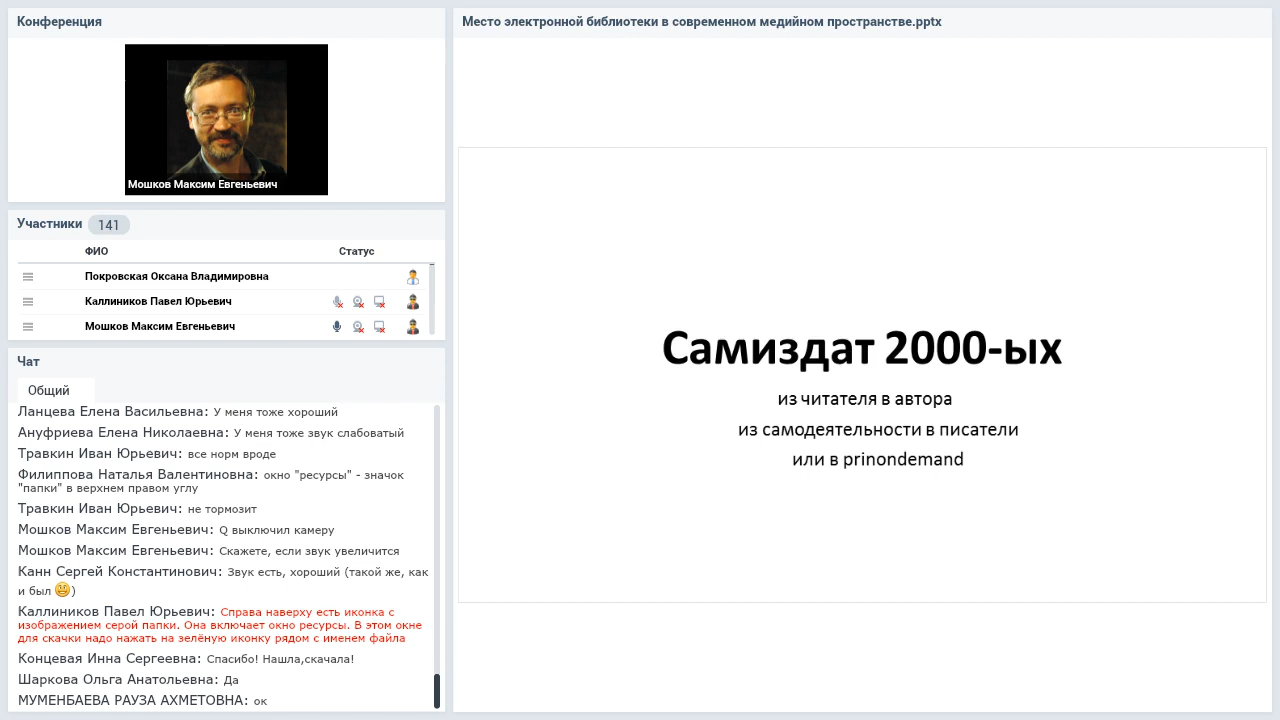 Конференция
Мошков Максим Евгеньевич
Участники 141
ФИО Статус
Покровская Оксана Владимировна
Каллиников Павел Юрьевич
Мошков Максим Евгеньевич
Чат
Общий
Ланцева Елена Васильевна: У меня тоже хороший
Ануфриева Елена Николаевна: У меня тоже звук слабоватый
Травкин Иван Юрьевич: все норм вроде
Филиппова Наталья Валентиновна: окно "ресурсы" - значок
"папки" в верхнем правом углу
Травкин Иван Юрьевич: не тормозит
Мошков Максим Евгеньевич: Q выключил камеру
Мошков Максим Евгеньевич: Скажете, если звук увеличится
Канн Сергей Константинович: Звук есть, хороший (такой же, как
и был )
Каллиников Павел Юрьевич: Справа наверху есть иконка с
изображением серой папки. Она включает окно ресурсы. В этом окне
для скачки надо нажать на зелёную иконку рядом с именем файла
Концевая Инна Сергеевна: Спасибо! Нашла,скачала!
Шаркова Ольга Анатольевна: Да
МУМЕНБАЕВА РАУЗА АХМЕТОВНА: ок
Место электронной библиотеки в современном медийном пространстве.pptx
Самиздат 2000-ых
из читателя в автора
из самодеятельности в писатели
или в prinondemand